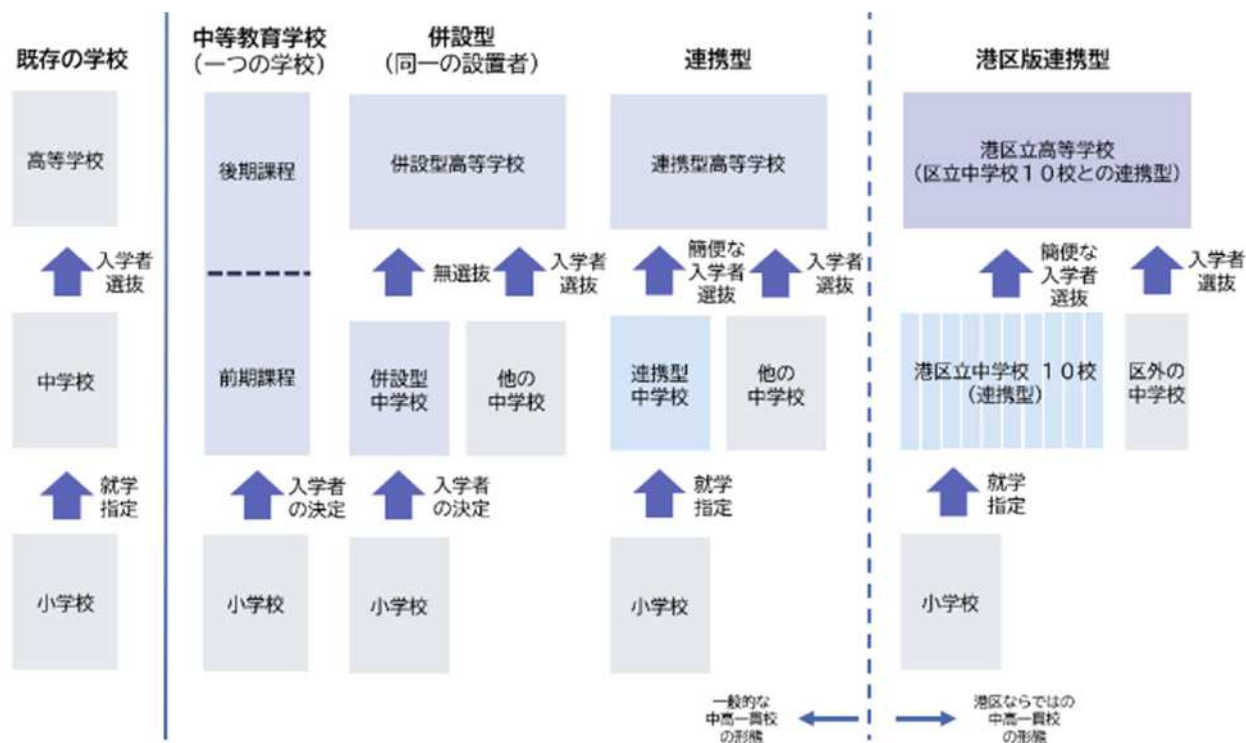 既存の学校
高等学校
入学者
選抜
中学校
就学
指定
小学校
中等教育学校
(一つの学校)
後期課程
前期課程
入学者
の決定
小学校
併設型
(同一の設置者)
併設型高等学校
無選抜
入学者
選抜
併設型
中学校
他の
中学校
入学者
の決定
小学校
連携型
連携型高等学校
簡便な
入学者
選抜
入学者
選抜
連携型
中学校
他の
中学校
就学
指定
小学校
一般的な
中高一貫校
の形態
港区版連携型
港区立高等学校
(区立中学校10校との連携型)
簡便な
入学者
選抜
入学者
選抜
港区立中学校 10校
(連携型)
区外の
中学校
就学
指定
小学校
港区ならではの
中高一貫校
の形態